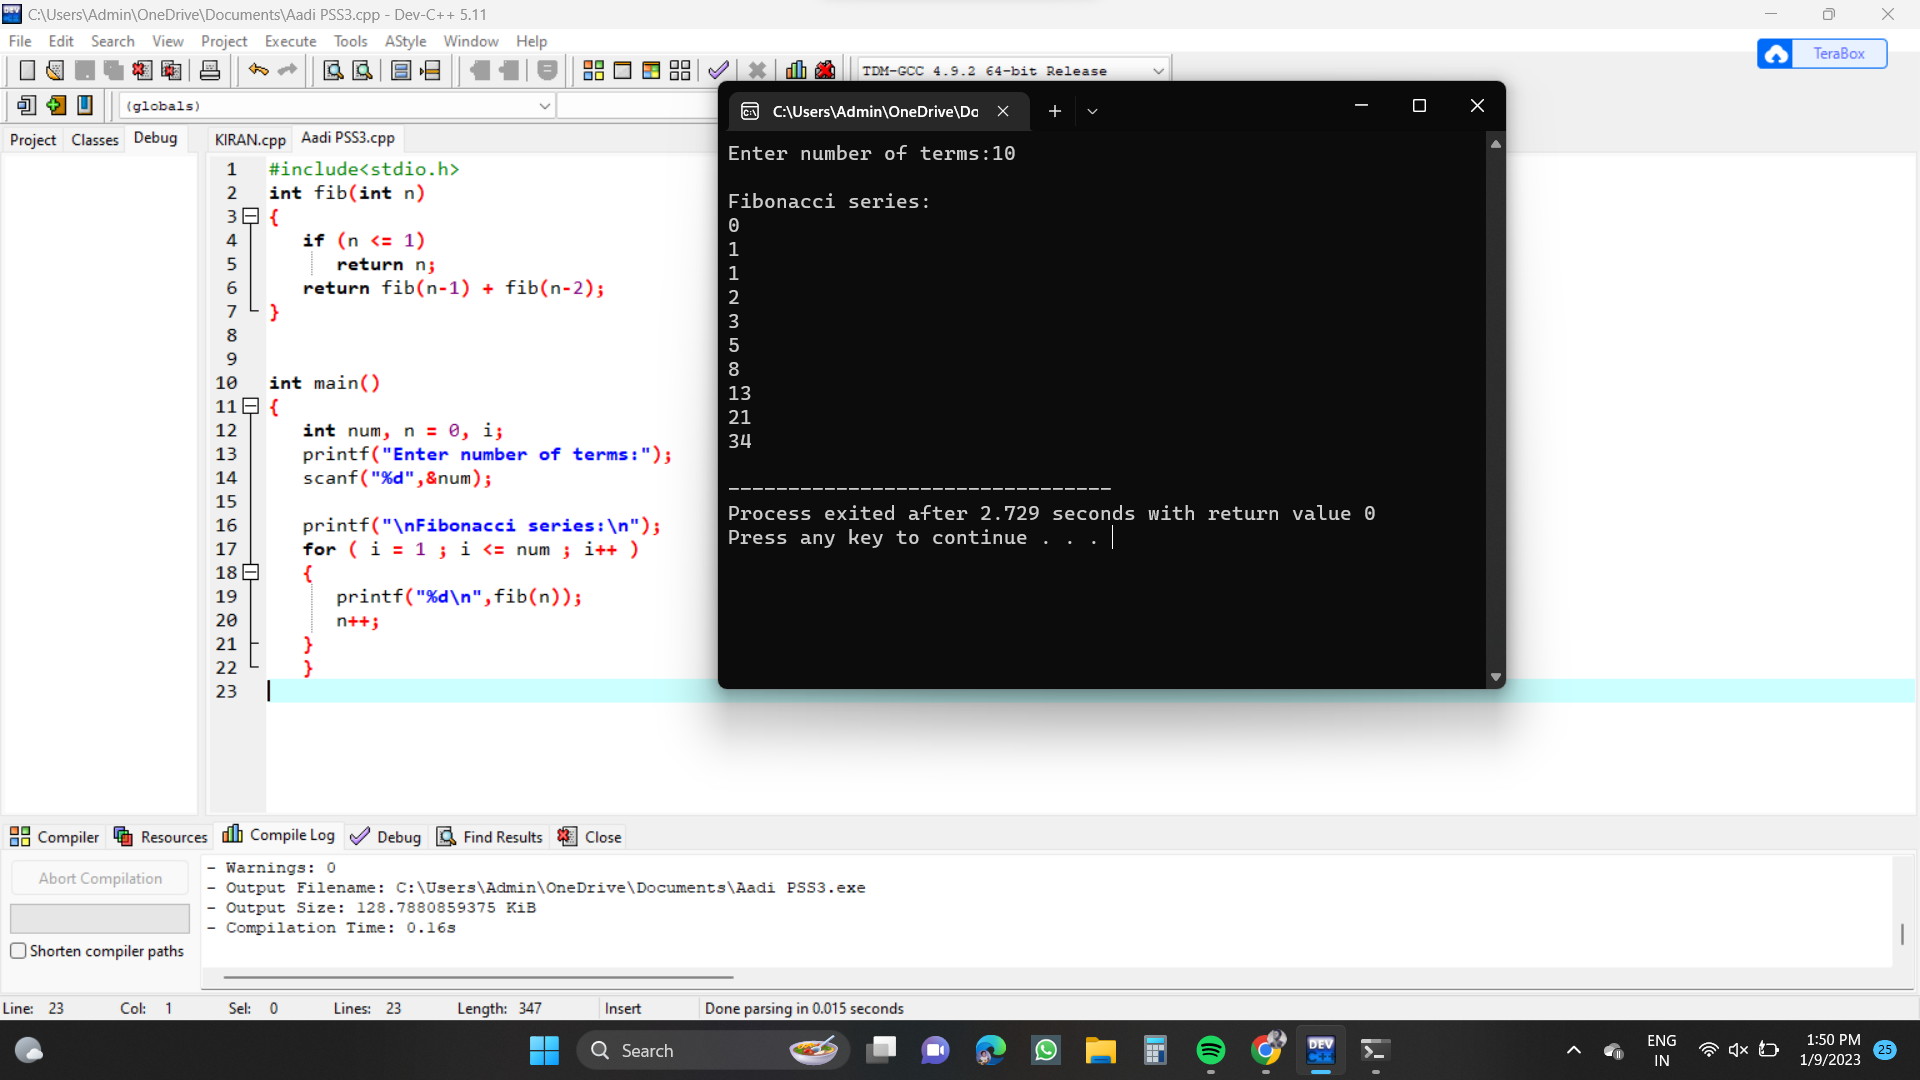 C:\Users\Admin\OneDrive\Documents\Aadi PSS3.cpp - Dev-C++ 5.11
File Edit Search View Project Execute Tools AStyle Window Help
TeraBox
TDM-GCC 4.9.2 64-bit Release
(globals)
Project Classes Debug KIRAN.cpp Aadi PSS3.cpp
1 #include<stdio.h>
2 int fib(int n)
3 {
4 if (n <= 1)
5 return n;
6 return fib(n-1) + fib(n-2);
7 }
8
9
10 int main()
11 {
12 int num, n = 0, i;
13 printf("Enter number of terms:");
14 scanf("%d",&num);
15
16 printf("\nFibonacci series:\n");
17 for ( i = 1 ; i <= num ; i++ )
18 {
19 printf("%d\n",fib(n));
20 n++;
21 }
22 }
23
C:\Users\Admin\OneDrive\Do
Enter number of terms:10
Fibonacci series:
0
1
1
2
3
5
8
13
21
34
--------------------------------
Process exited after 2.729 seconds with return value 0
Press any key to continue . . .
Compiler Resources Compile Log Debug Find Results Close
Abort Compilation
Shorten compiler paths
- Warnings: 0
- Output Filename: C:\Users\Admin\OneDrive\Documents\Aadi PSS3.exe
- Output Size: 128.7880859375 KiB
- Compilation Time: 0.16s
Line: 23 Col: 1 Sel: 0 Lines: 23 Length: 347 Insert Done parsing in 0.015 seconds
Search
DEV
ENG
IN
1:50 PM
1/9/2023
25